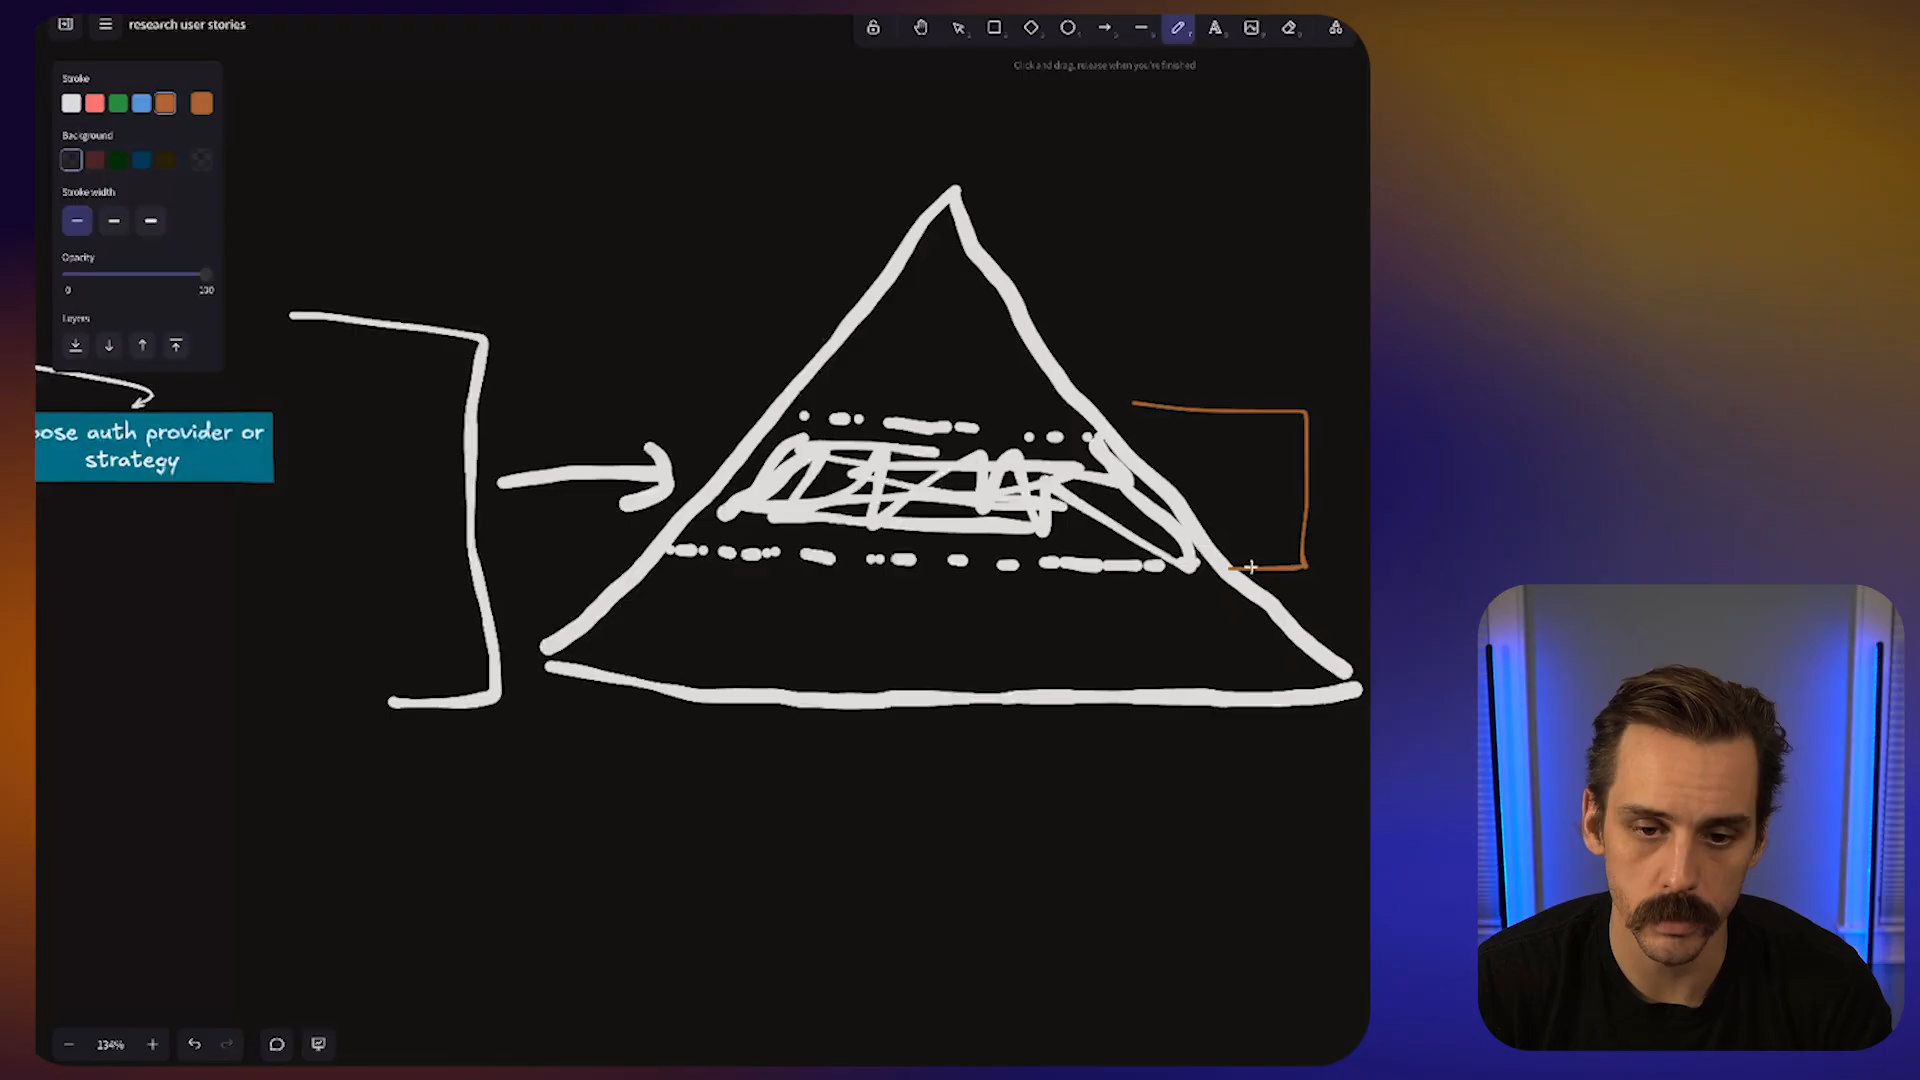 research user stories
Click and drag, release when you're finished
Stroke
Background
Stroke width
Opacity
0
100
Layers
oose auth provider or
strategy
134%